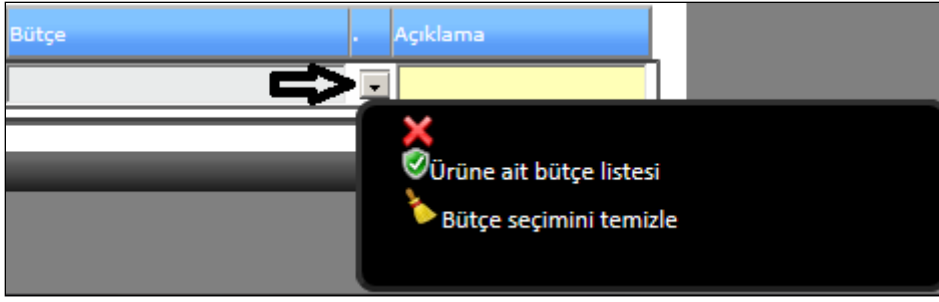 Bütçe . Açıklama
Ürüne ait bütçe listesi
Bütçe seçimini temizle